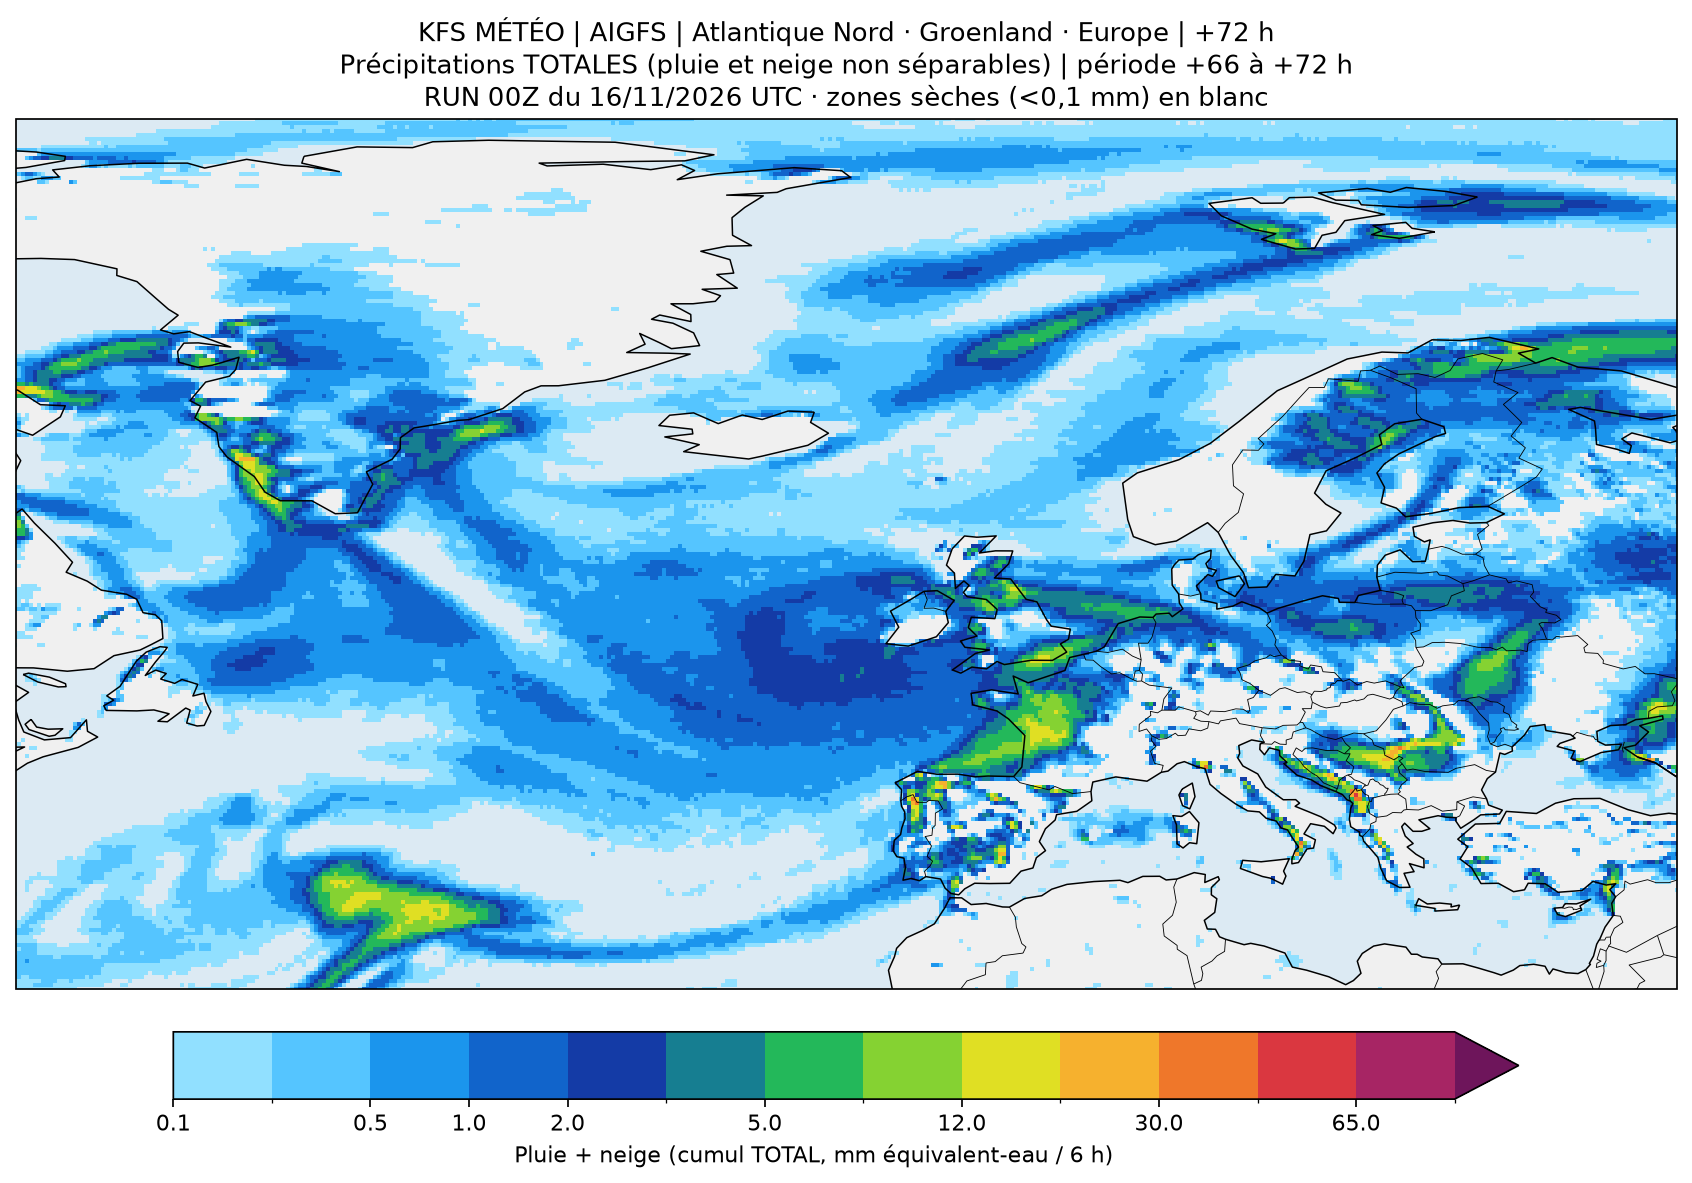 KFS MÉTÉO | AIGFS | Atlantique Nord · Groenland · Europe | +72 h
Précipitations TOTALES (pluie et neige non séparables) | période +66 à +72 h
RUN 00Z du 16/11/2026 UTC · zones sèches (<0,1 mm) en blanc
0.1 0.5 1.0 2.0 5.0 12.0 30.0 65.0
Pluie + neige (cumul TOTAL, mm équivalent-eau / 6 h)